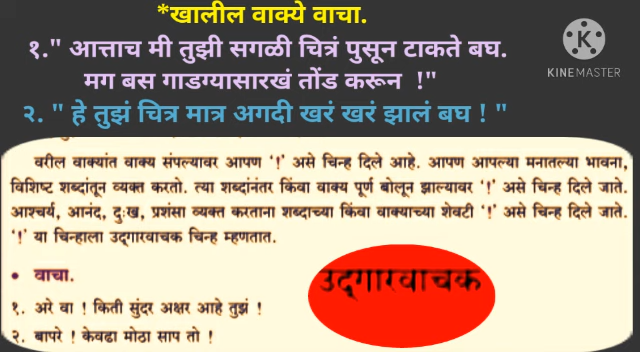 *खालील वाक्ये वाचा.
१." आत्ताच मी तुझी सगळी चित्रं पुसून टाकते बघ.
मग बस गाडग्यासारखं तोंड करून !"
२. " हे तुझं चित्र मात्र अगदी खरं खरं झालं बघ ! "
K
KINEMASTER
वरील वाक्यांत वाक्य संपल्यावर आपण ‘!’ असे चिन्ह दिले आहे. आपण आपल्या मनातल्या भावना,
विशिष्ट शब्दांतून व्यक्त करतो. त्या शब्दांनंतर किंवा वाक्य पूर्ण बोलून झाल्यावर ‘!’ असे चिन्ह दिले जाते.
आश्चर्य, आनंद, दुःख, प्रशंसा व्यक्त करताना शब्दाच्या किंवा वाक्याच्या शेवटी ‘!’ असे चिन्ह दिले जाते.
‘!’ या चिन्हाला उद्गारवाचक चिन्ह म्हणतात.
• वाचा.
१. अरे वा ! किती सुंदर अक्षर आहे तुझं !
२. बापरे ! केवढा मोठा साप तो !
उद्गारवाचक